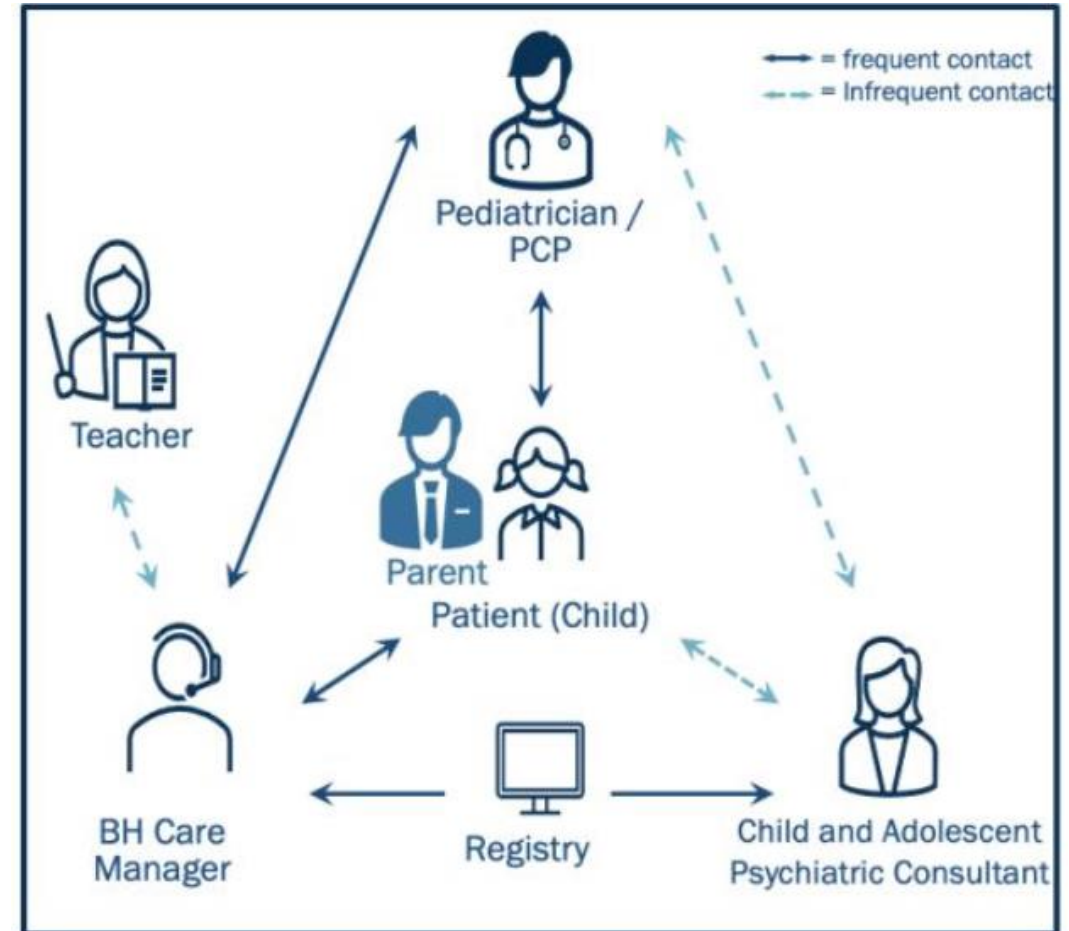 = frequent contact
= Infrequent contact
Pediatrician /
PCP
Teacher
Parent
Patient (Child)
BH Care
Manager
Registry
Child and Adolescent
Psychiatric Consultant